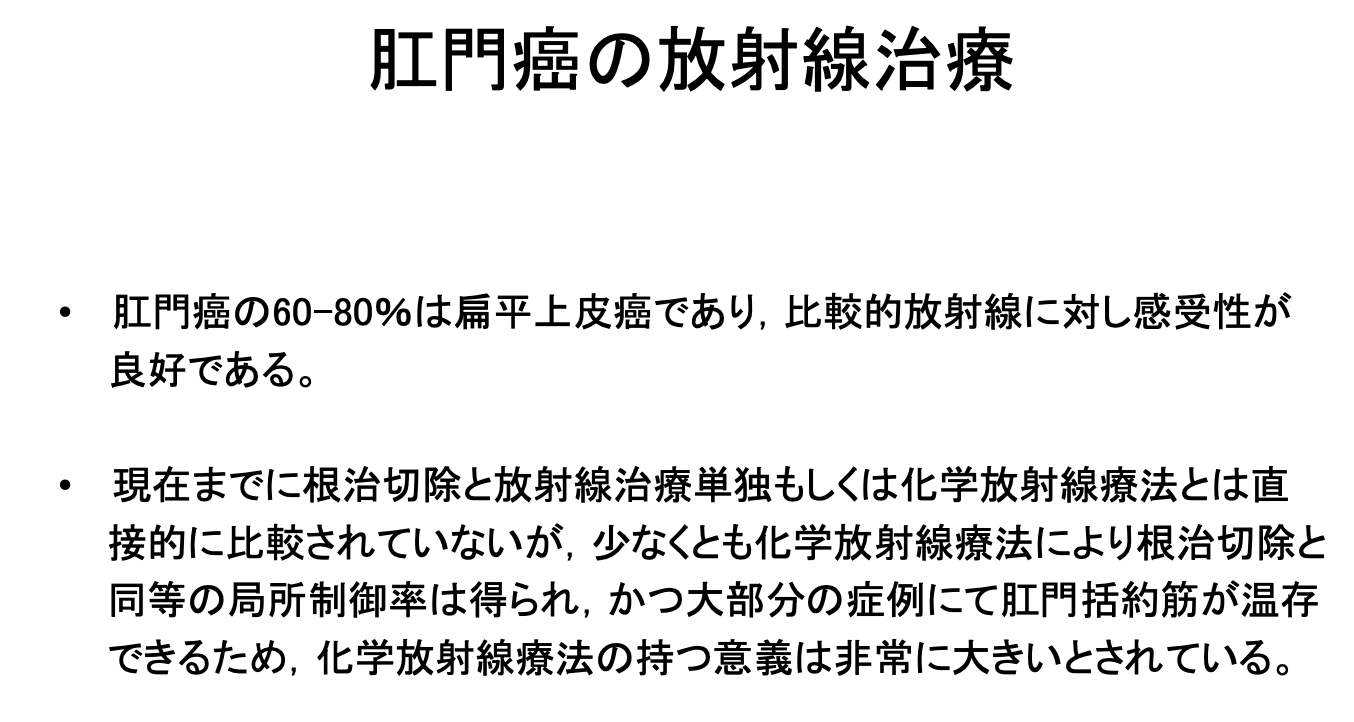 肛門癌の放射線治療
• 肛門癌の60-80%は扁平上皮癌であり, 比較的放射線に対し感受性が
良好である。
• 現在までに根治切除と放射線治療単独もしくは化学放射線療法とは直
接的に比較されていないが, 少なくとも化学放射線療法により根治切除と
同等の局所制御率は得られ, かつ大部分の症例にて肛門括約筋が温存
できるため, 化学放射線療法の持つ意義は非常に大きいとされている。